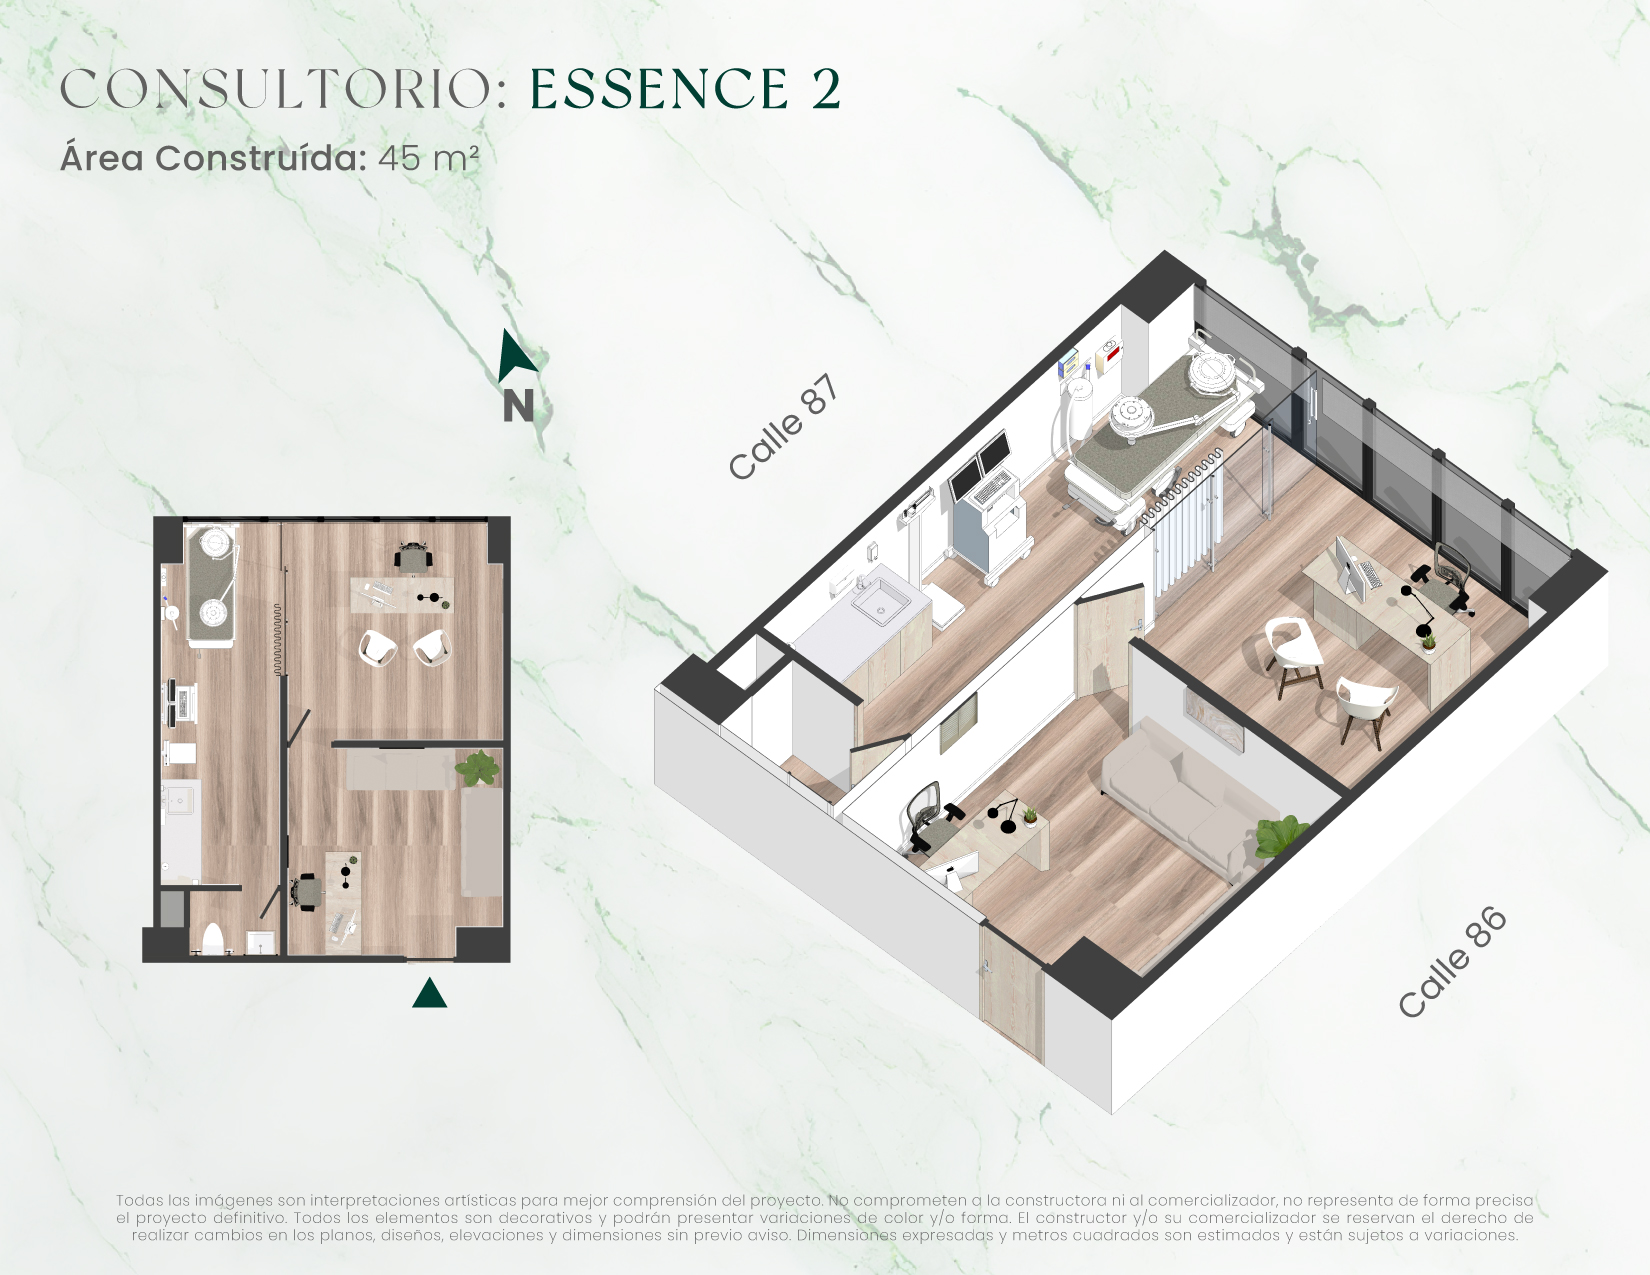 CONSULTORIO: ESSENCE 2
Área Construída: 45 m²
N
Calle 87
Calle 86
Todas las imágenes son interpretaciones artísticas para mejor comprensión del proyecto. No comprometen a la constructora ni al comercializador, no representa de forma precisa
el proyecto definitivo. Todos los elementos son decorativos y podrán presentar variaciones de color y/o forma. El constructor y/o su comercializador se reservan el derecho de
realizar cambios en los planos, diseños, elevaciones y dimensiones sin previo aviso. Dimensiones expresadas y metros cuadrados son estimados y están sujetos a variaciones.